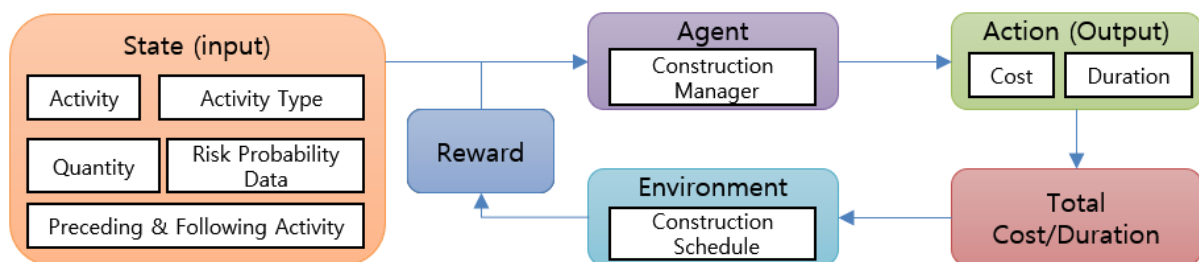 State (input)
Activity
Activity Type
Quantity
Risk Probability
Data
Preceding & Following Activity
Reward
Agent
Construction
Manager
Environment
Construction
Schedule
Action (Output)
Cost
Duration
Total
Cost/Duration